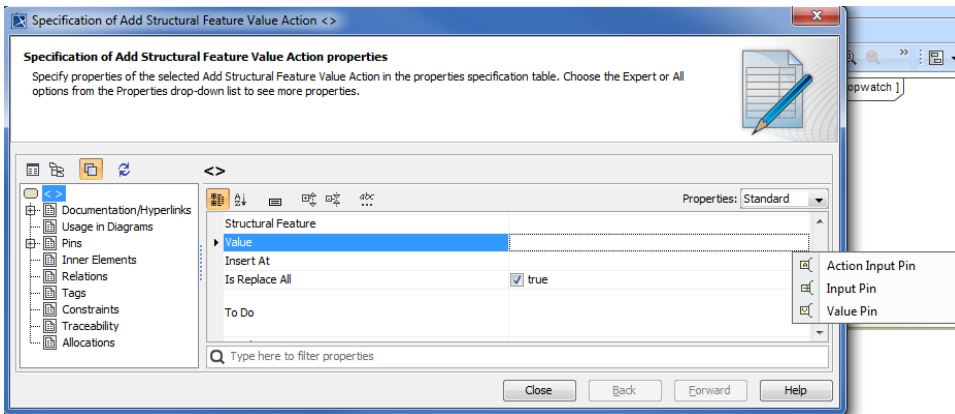 Specification of Add Structural Feature Value Action <>
Specification of Add Structural Feature Value Action properties
Specify properties of the selected Add Structural Feature Value Action in the properties specification table. Choose the Expert or All
options from the Properties drop-down list to see more properties.
opwatch ]
<>
< >
Documentation/Hyperlinks
Usage in Diagrams
Pins
Inner Elements
Relations
Tags
Constraints
Traceability
Allocations
Properties: Standard
Structural Feature
Value
Insert At
Is Replace All
true
To Do
Action Input Pin
Input Pin
Value Pin
Type here to filter properties
Close
Back
Forward
Help